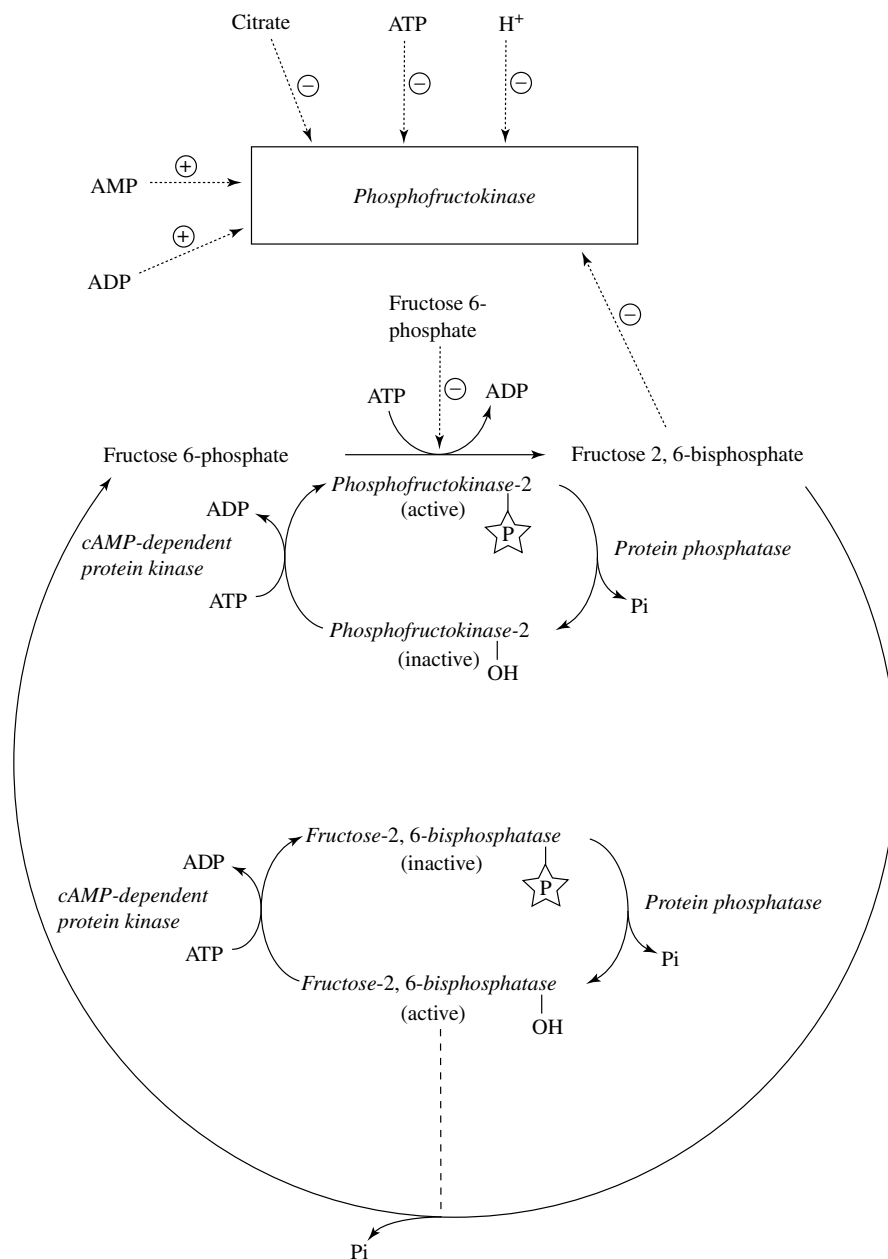 Citrate
ATP
H⁺
−
−
−
AMP
+
Phosphofructokinase
ADP
+
Fructose 6-
phosphate
−
ATP
−
ADP
Fructose 6-phosphate
Fructose 2, 6-bisphosphate
Phosphofructokinase-2
(active)
P
ADP
cAMP-dependent
protein kinase
ATP
Protein phosphatase
Pi
Phosphofructokinase-2
(inactive)
OH
Fructose-2, 6-bisphosphatase
(inactive)
P
ADP
cAMP-dependent
protein kinase
ATP
Protein phosphatase
Pi
Fructose-2, 6-bisphosphatase
(active)
OH
Pi